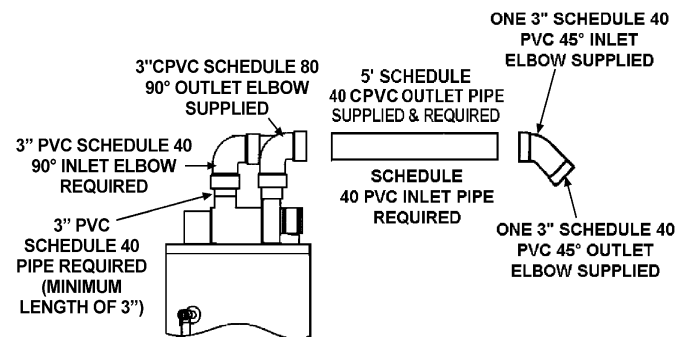 ONE 3" SCHEDULE 40
PVC 45° INLET
ELBOW SUPPLIED
3"CPVC SCHEDULE 80
90° OUTLET ELBOW
SUPPLIED
5' SCHEDULE
40 CPVC OUTLET PIPE
SUPPLIED & REQUIRED
3” PVC SCHEDULE 40
90° INLET ELBOW
REQUIRED
SCHEDULE
40 PVC INLET PIPE
REQUIRED
3” PVC
SCHEDULE 40
PIPE REQUIRED
(MINIMUM
LENGTH OF 3”)
ONE 3" SCHEDULE 40
PVC 45° OUTLET
ELBOW SUPPLIED